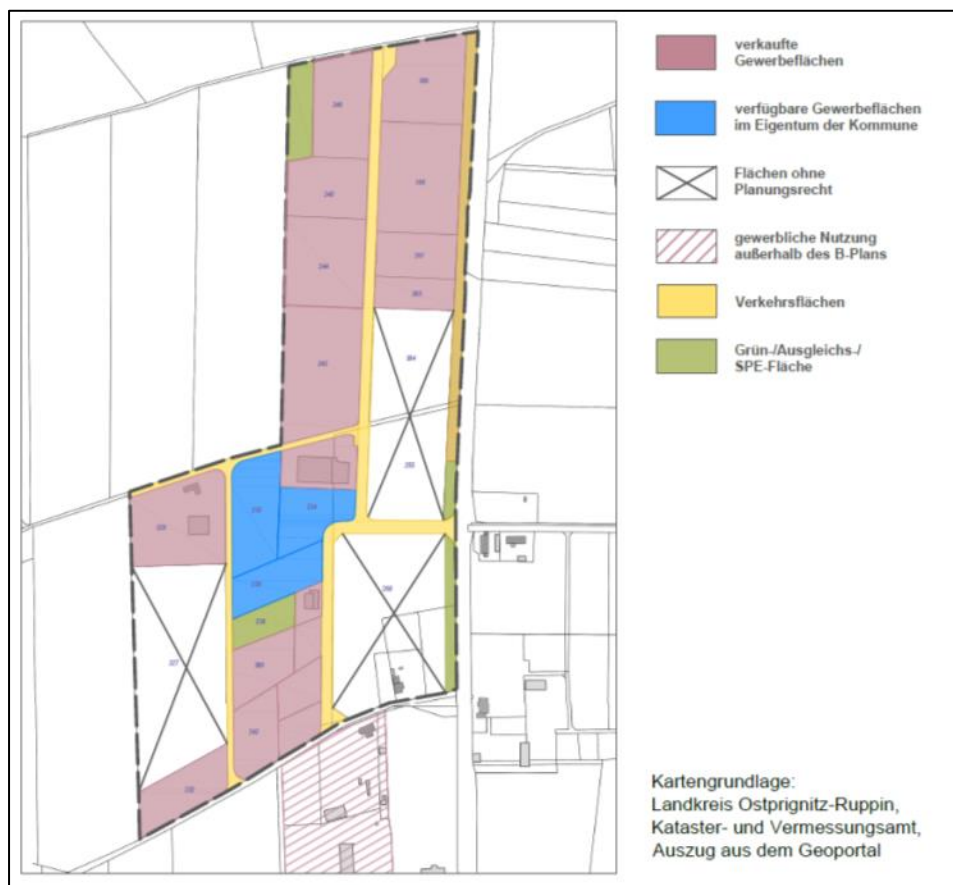 verkaufte
Gewerbeflächen
verfügbare Gewerbeflächen
im Eigentum der Kommune
Flächen ohne
Planungsrecht
gewerbliche Nutzung
außerhalb des B-Plans
Verkehrsflächen
Grün-/Ausgleichs-/
SPE-Fläche
Kartengrundlage:
Landkreis Ostprignitz-Ruppin,
Kataster- und Vermessungsamt,
Auszug aus dem Geoportal